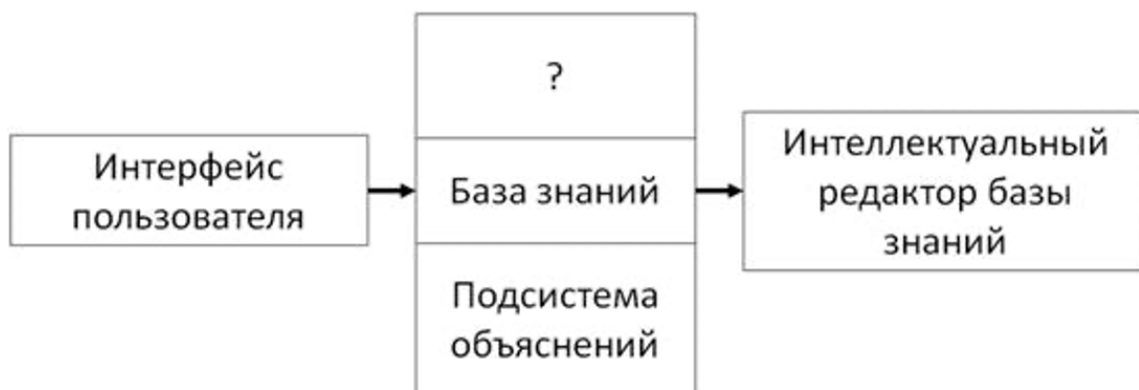 ?
Интерфейс
пользователя
База знаний
Подсистема
объяснений
Интеллектуальный
редактор базы
знаний